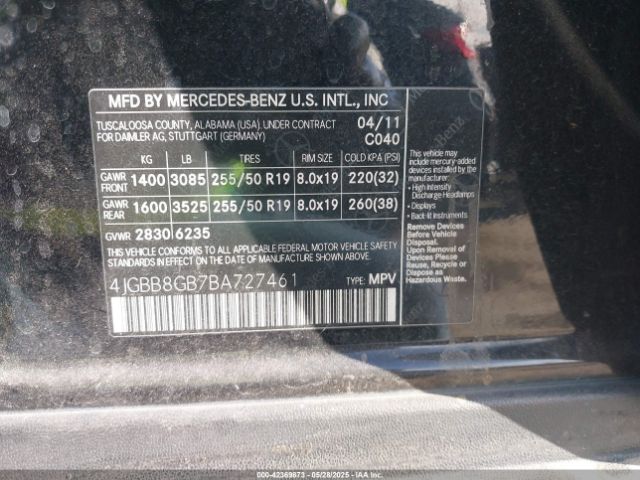 MFD BY MERCEDES-BENZ U.S. INTL., INC
TUSCALOOSA COUNTY, ALABAMA (USA) UNDER CONTRACT 04/11
FOR DAIMLER AG, STUTTGART (GERMANY) C040
KG LB TIRES RIM SIZE COLD KPA (PSI)
GAWR FRONT 1400 3085 255/50 R19 8.0x19 220(32)
GAWR REAR 1600 3525 255/50 R19 8.0x19 260(38)
GVWR 2830 6235
THIS VEHICLE CONFORMS TO ALL APPLICABLE FEDERAL MOTOR VEHICLE SAFETY
STANDARDS IN EFFECT ON THE DATE OF MANUFACTURE SHOWN ABOVE.
4JGBB8GB7BA727461 TYPE: MPV
This vehicle may
include mercury-added
devices installed by the
manufacturer:
• High Intensity
Discharge Headlamps
• Displays
• Back-lit Instruments
Remove Devices
Before Vehicle
Disposal.
Upon Removal of
Devices Please
Reuse, Recycle or
Dispose as
Hazardous Waste.
00-42369673 - 05/28/2025 - IAAI.COM